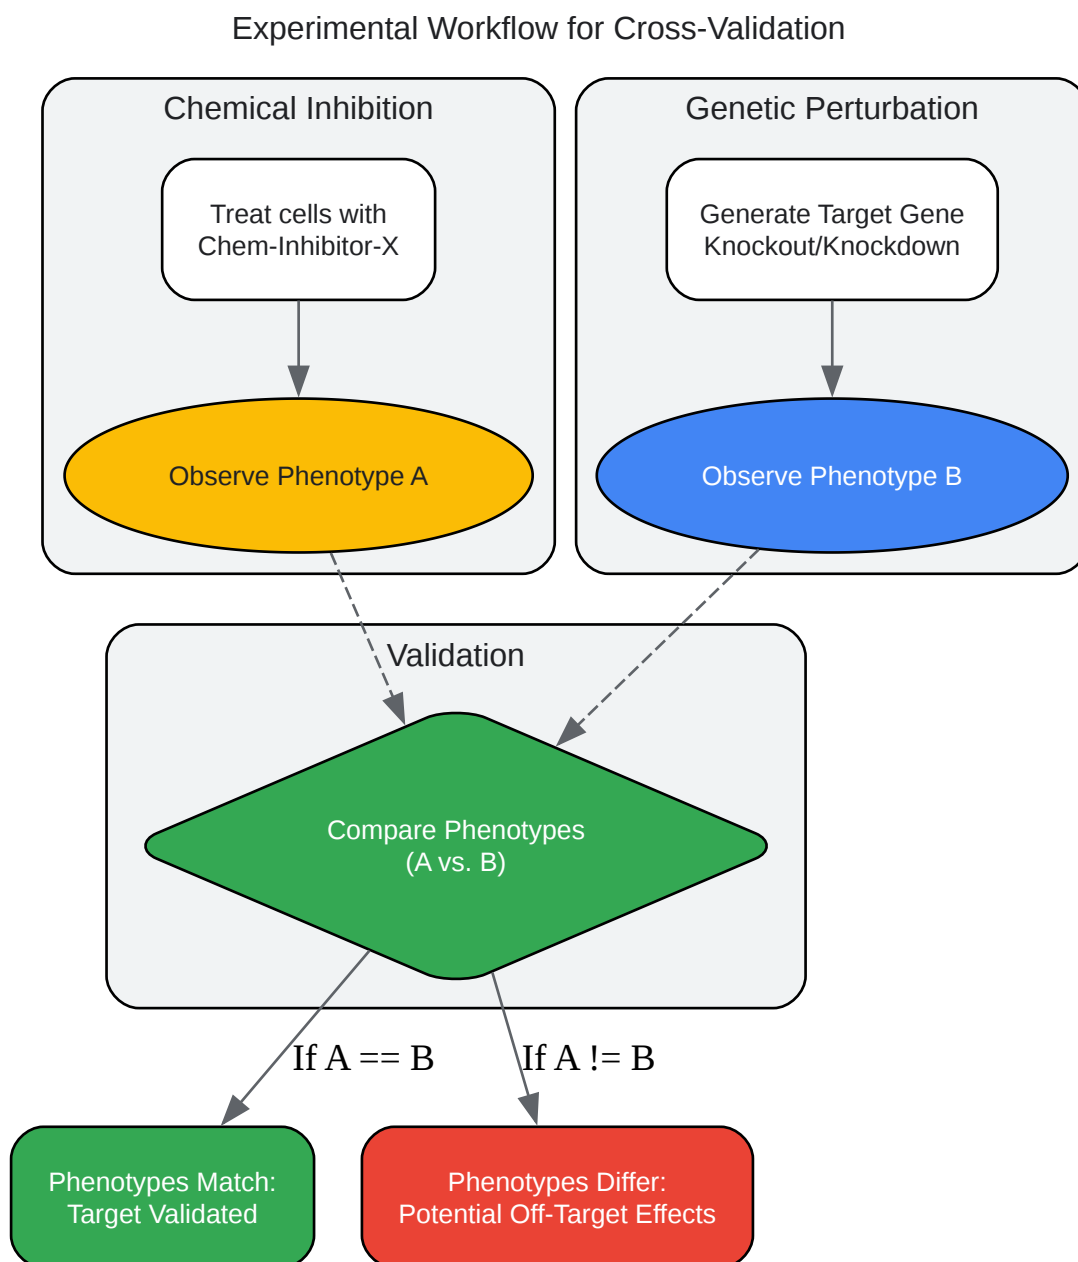 Experimental Workflow for Cross-Validation
Chemical Inhibition
Treat cells with
Chem-Inhibitor-X
Observe Phenotype A
Genetic Perturbation
Generate Target Gene
Knockout/Knockdown
Observe Phenotype B
Validation
Compare Phenotypes
(A vs. B)
If A == B
If A != B
Phenotypes Match:
Target Validated
Phenotypes Differ:
Potential Off-Target Effects